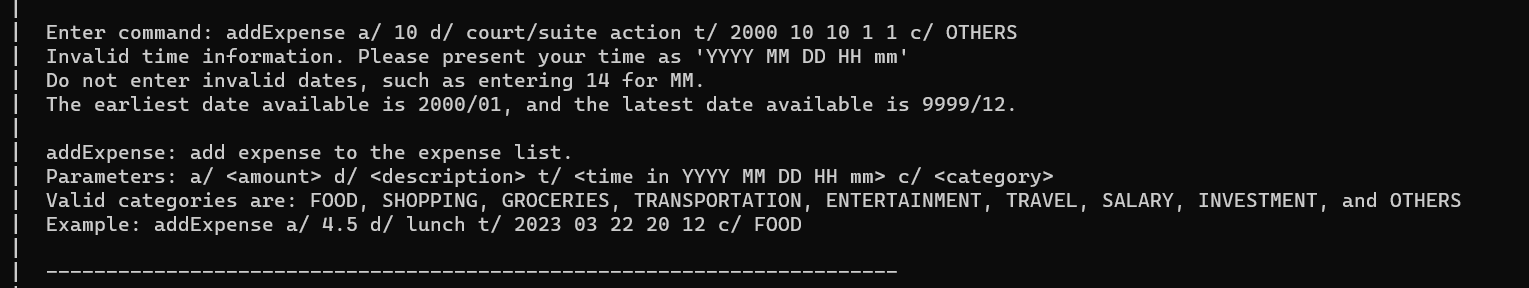 Enter command: addExpense a/ 10 d/ court/suite action t/ 2000 10 10 1 1 c/ OTHERS
Invalid time information. Please present your time as 'YYYY MM DD HH mm'
Do not enter invalid dates, such as entering 14 for MM.
The earliest date available is 2000/01, and the latest date available is 9999/12.
addExpense: add expense to the expense list.
Parameters: a/ <amount> d/ <description> t/ <time in YYYY MM DD HH mm> c/ <category>
Valid categories are: FOOD, SHOPPING, GROCERIES, TRANSPORTATION, ENTERTAINMENT, TRAVEL, SALARY, INVESTMENT, and OTHERS
Example: addExpense a/ 4.5 d/ lunch t/ 2023 03 22 20 12 c/ FOOD